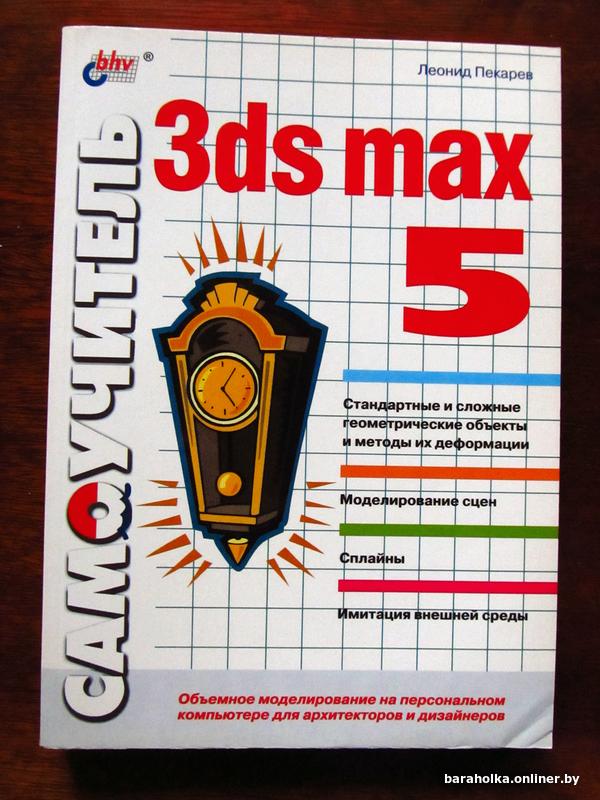 bhv®
Леонид Пекарев
САМОУЧИТЕЛЬ
3ds max
5
Стандартные и сложные
геометрические объекты
и методы их деформации
Моделирование сцен
Сплайны
Имитация внешней среды
Объемное моделирование на персональном
компьютере для архитекторов и дизайнеров
baraholka.onliner.by